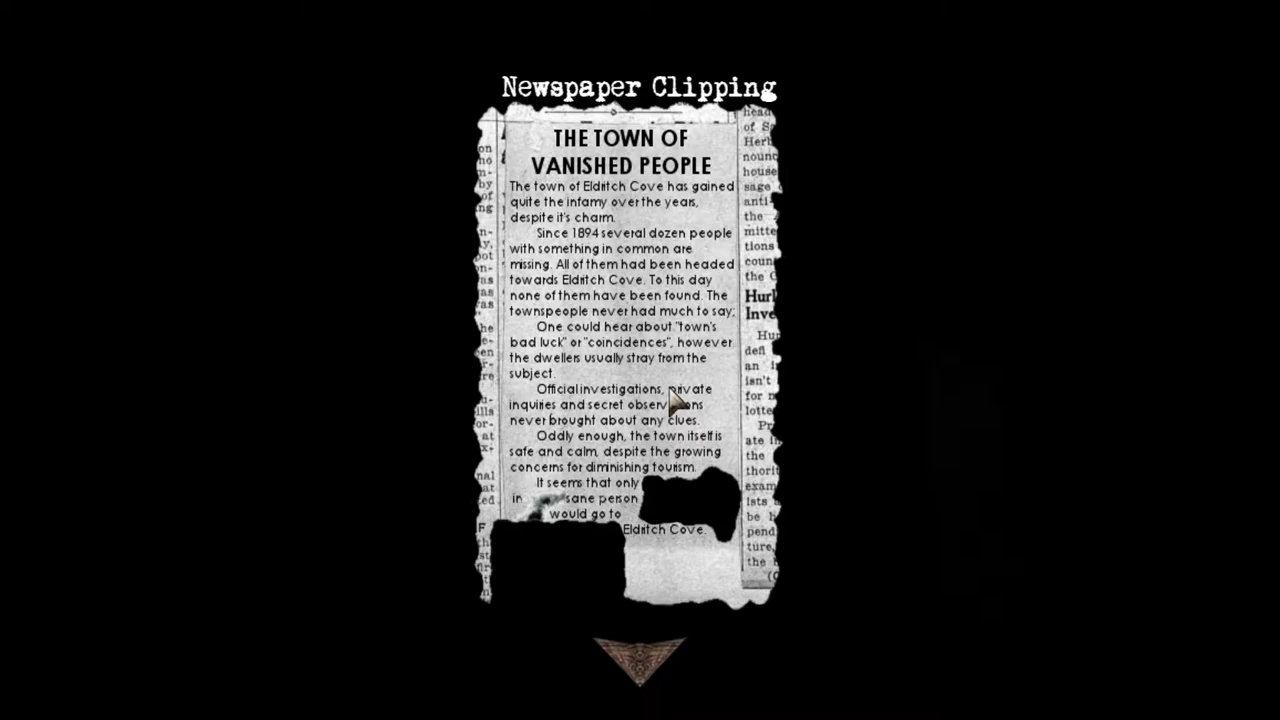 Newspaper Clipping
THE TOWN OF
VANISHED PEOPLE
The town of Eldritch Cove has gained
quite the infamy over the years,
despite it's charm.
Since 1894 several dozen people
with something in common are
missing. All of them had been headed
towards Eldritch Cove. To this day
none of them have been found. The
townspeople never had much to say;
One could hear about "town's
bad luck" or "coincidences", however
the dwellers usually stray from the
subject.
Official investigations, private
inquiries and secret observations
never brought about any clues.
Oddly enough, the town itself is
safe and calm, despite the growing
concerns for diminishing tourism.
It seems that only
in sane person
would go to
Eldritch Cove.